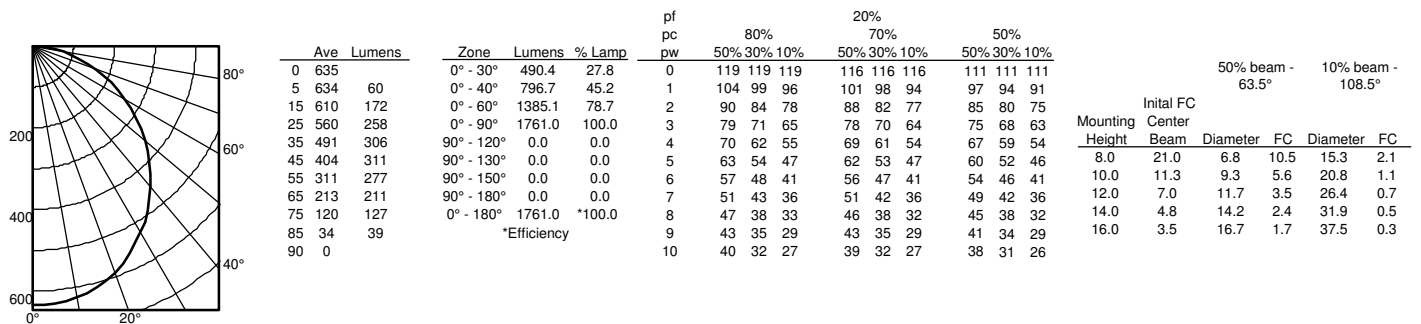 80°
60°
40°
20°
0°
200
400
600
Ave Lumens
0 635
5 634 60
15 610 172
25 560 258
35 491 306
45 404 311
55 311 277
65 213 211
75 120 127
85 34 39
90 0
Zone Lumens % Lamp
0° - 30° 490.4 27.8
0° - 40° 796.7 45.2
0° - 60° 1385.1 78.7
0° - 90° 1761.0 100.0
90° - 120° 0.0 0.0
90° - 130° 0.0 0.0
90° - 150° 0.0 0.0
90° - 180° 0.0 0.0
0° - 180° 1761.0 *100.0
*Efficiency
pf 20%
pc 80% 70% 50%
pw 50% 30% 10% 50% 30% 10% 50% 30% 10%
0 119 119 119 116 116 116 111 111 111
1 104 99 96 101 98 94 97 94 91
2 90 84 78 88 82 77 85 80 75
3 79 71 65 78 70 64 75 68 63
4 70 62 55 69 61 54 67 59 54
5 63 54 47 62 53 47 60 52 46
6 57 48 41 56 47 41 54 46 41
7 51 43 36 51 42 36 49 42 36
8 47 38 33 46 38 32 45 38 32
9 43 35 29 43 35 29 41 34 29
10 40 32 27 39 32 27 38 31 26
50% beam - 10% beam -
63.5° 108.5°
Inital FC
Mounting Center
Height Beam Diameter FC Diameter FC
8.0 21.0 6.8 10.5 15.3 2.1
10.0 11.3 9.3 5.6 20.8 1.1
12.0 7.0 11.7 3.5 26.4 0.7
14.0 4.8 14.2 2.4 31.9 0.5
16.0 3.5 16.7 1.7 37.5 0.3